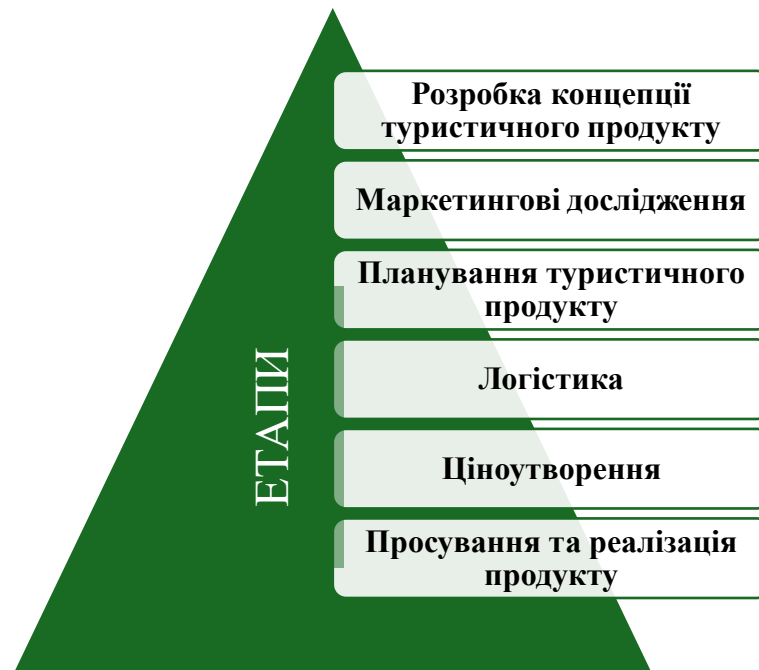 Розробка концепції
туристичного продукту
Маркетингові дослідження
Планування туристичного
продукту
Логістика
Ціноутворення
Просування та реалізація
продукту
ЕТАПИ